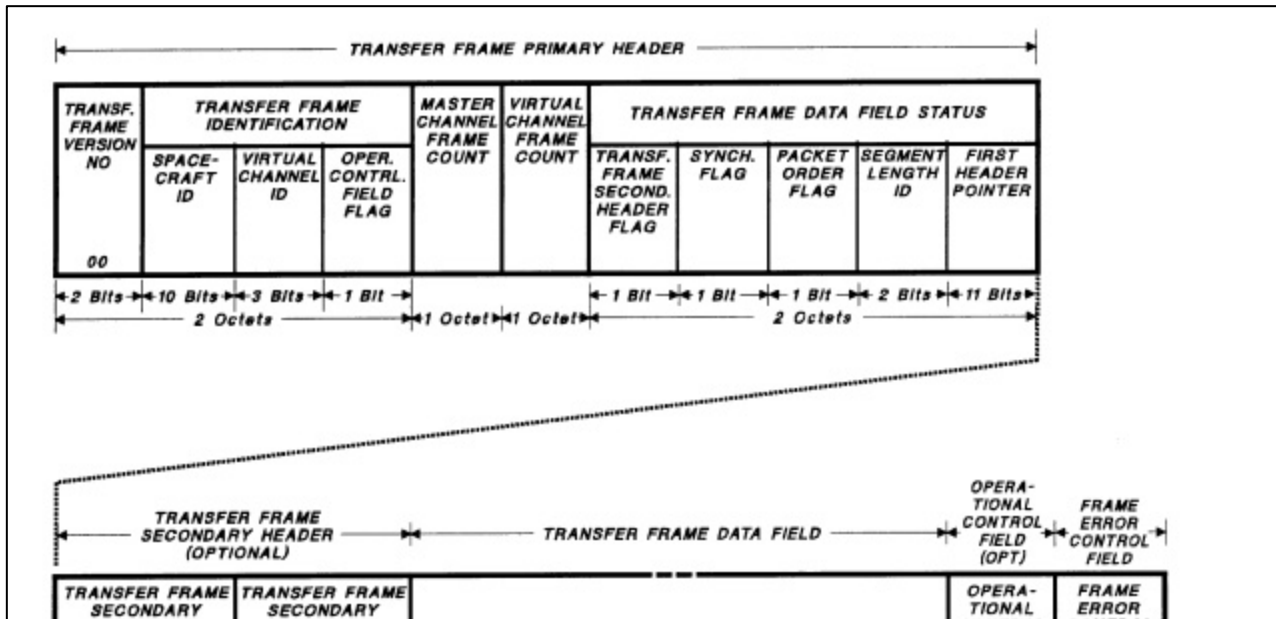 TRANSFER FRAME PRIMARY HEADER
TRANSF.
FRAME
VERSION
NO
00
TRANSFER FRAME
IDENTIFICATION
SPACE-
CRAFT
ID
VIRTUAL
CHANNEL
ID
OPER.
CONTRL.
FIELD
FLAG
MASTER
CHANNEL
FRAME
COUNT
VIRTUAL
CHANNEL
FRAME
COUNT
TRANSFER FRAME DATA FIELD STATUS
TRANSF.
FRAME
SECOND.
HEADER
FLAG
SYNCH.
FLAG
PACKET
ORDER
FLAG
SEGMENT
LENGTH
ID
FIRST
HEADER
POINTER
2 Bits 10 Bits 3 Bits 1 Bit 1 Bit 1 Bit 1 Bit 2 Bits 11 Bits
2 Octets 1 Octet 1 Octet 2 Octets
TRANSFER FRAME
SECONDARY HEADER
(OPTIONAL)
TRANSFER FRAME DATA FIELD
OPERA-
TIONAL
CONTROL
FIELD
(OPT)
FRAME
ERROR
CONTROL
FIELD
TRANSFER FRAME
SECONDARY
TRANSFER FRAME
SECONDARY
OPERA-
TIONAL
FRAME
ERROR